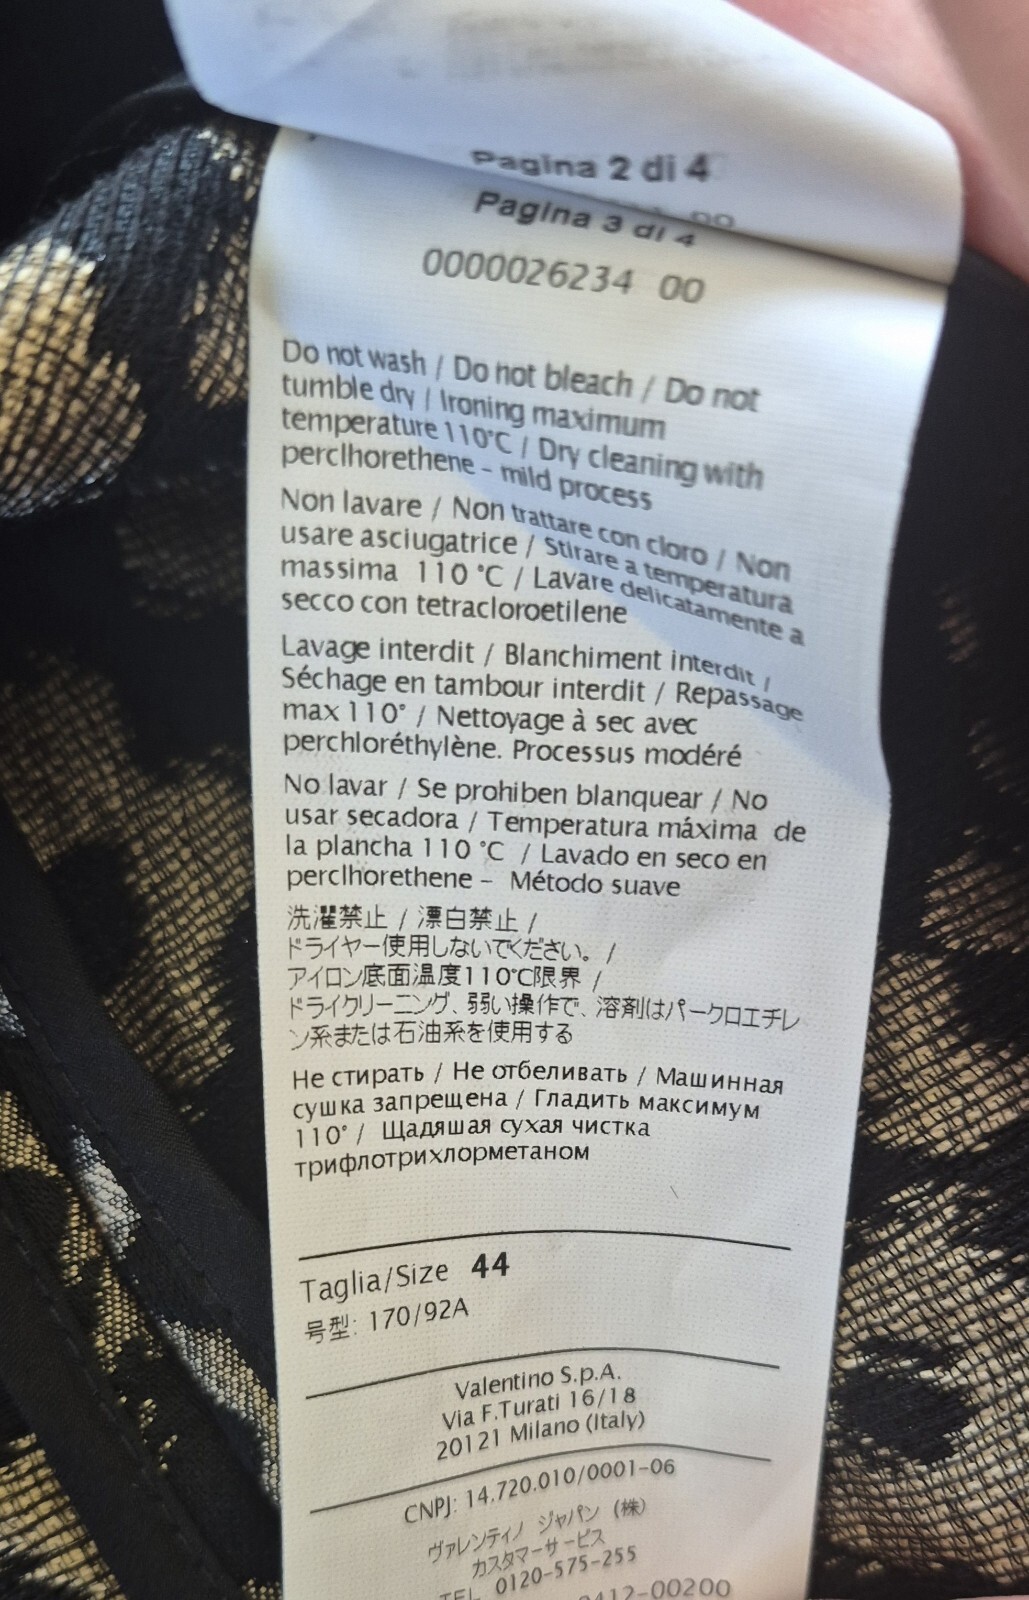 Pagina 2 di 4
Pagina 3 di 4
0000026234 00
Do not wash / Do not bleach / Do not
tumble dry / Ironing maximum
temperature 110°C / Dry cleaning with
perclhorethene - mild process
Non lavare / Non trattare con cloro / Non
usare asciugatrice / Stirare a temperatura
massima 110 °C / Lavare delicatamente a
secco con tetracloroetilene
Lavage interdit / Blanchiment interdit /
Séchage en tambour interdit / Repassage
max 110° / Nettoyage à sec avec
perchloréthylène. Processus modéré
No lavar / Se prohiben blanquear / No
usar secadora / Temperatura máxima de
la plancha 110 °C / Lavado en seco en
perclhorethene - Método suave
洗濯禁止 / 漂白禁止 /
ドライヤー使用しないでください。 /
アイロン底面温度110℃限界 /
ドライクリーニング、弱い操作で、溶剤はパークロエチレ
ン系または石油系を使用する
Не стирать / Не отбеливать / Машинная
сушка запрещена / Гладить максимум
110° / Щадяшая сухая чистка
трифлотрихлорметаном
Taglia/Size 44
号型: 170/92A
Valentino S.p.A.
Via F.Turati 16/18
20121 Milano (Italy)
CNPJ: 14.720.010/0001-06
ヴァレンティノ ジャパン (株)
カスタマーサービス
TEL 0120-575-255
0412-00200